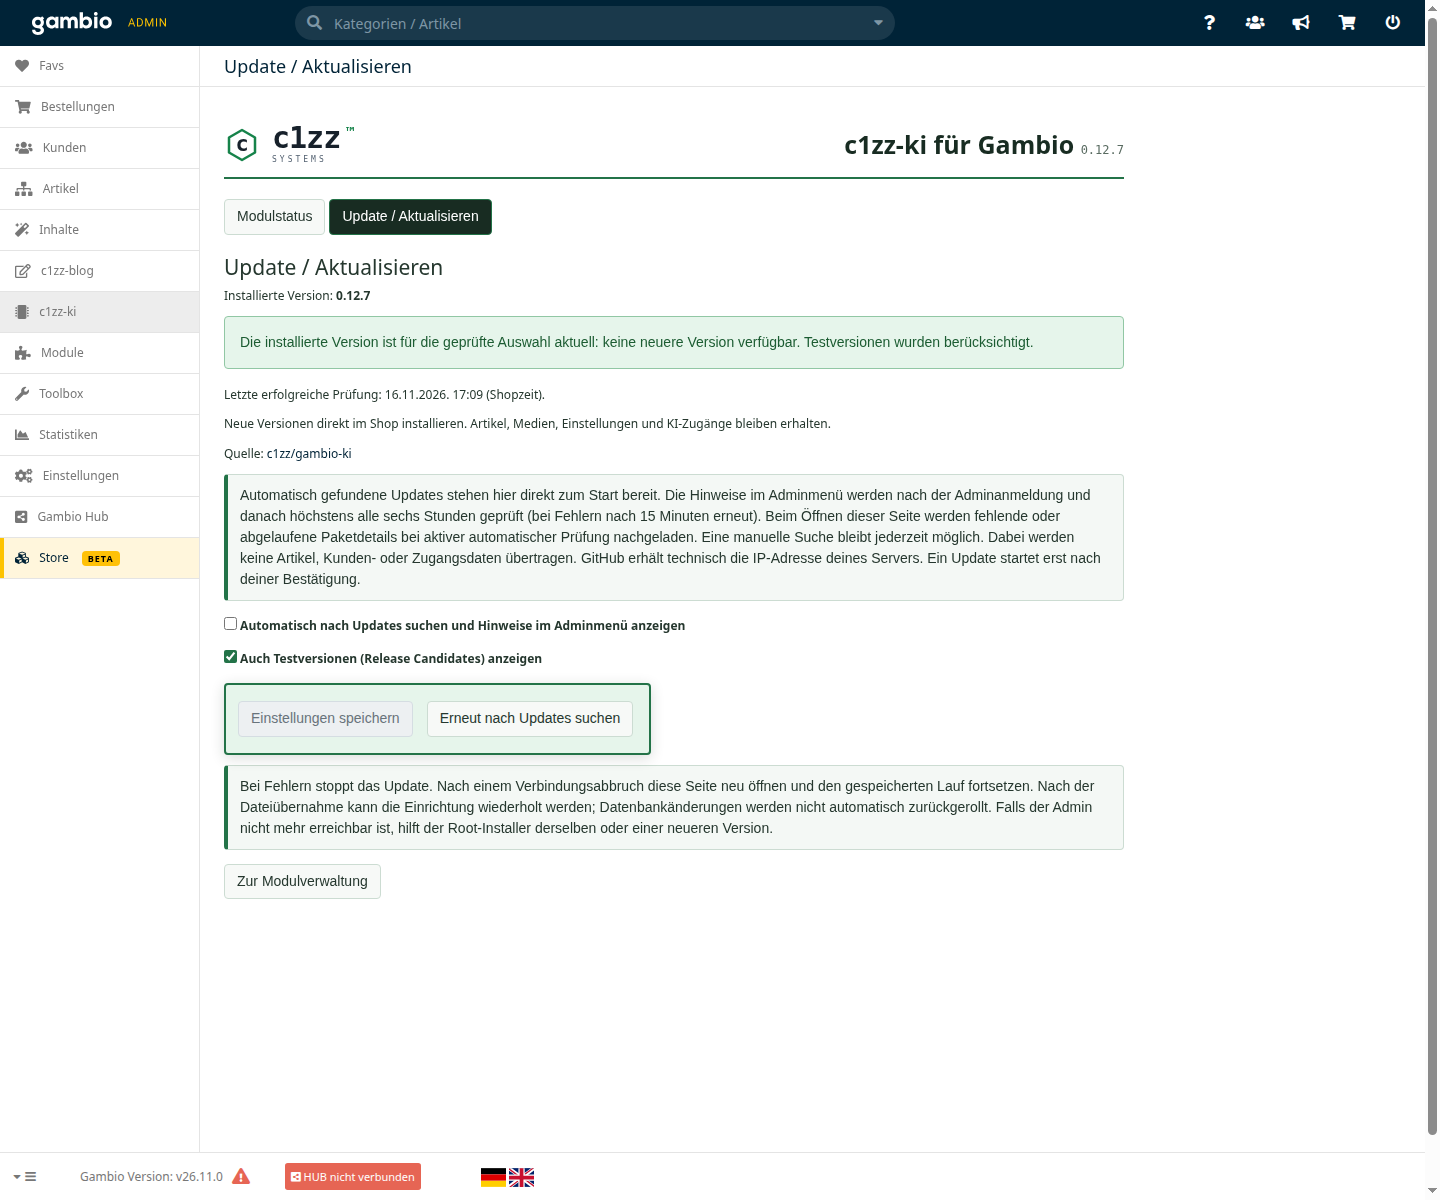 gambio ADMIN
Kategorien / Artikel
Favs
Bestellungen
Kunden
Artikel
Inhalte
c1zz-blog
c1zz-ki
Module
Toolbox
Statistiken
Einstellungen
Gambio Hub
Store BETA
Update / Aktualisieren
c c1zz™
SYSTEMS
c1zz-ki für Gambio 0.12.7
Modulstatus
Update / Aktualisieren
Update / Aktualisieren
Installierte Version: 0.12.7
Die installierte Version ist für die geprüfte Auswahl aktuell: keine neuere Version verfügbar. Testversionen wurden berücksichtigt.
Letzte erfolgreiche Prüfung: 16.11.2026. 17:09 (Shopzeit).
Neue Versionen direkt im Shop installieren. Artikel, Medien, Einstellungen und KI-Zugänge bleiben erhalten.
Quelle: c1zz/gambio-ki
Automatisch gefundene Updates stehen hier direkt zum Start bereit. Die Hinweise im Adminmenü werden nach der Adminanmeldung und
danach höchstens alle sechs Stunden geprüft (bei Fehlern nach 15 Minuten erneut). Beim Öffnen dieser Seite werden fehlende oder
abgelaufene Paketdetails bei aktiver automatischer Prüfung nachgeladen. Eine manuelle Suche bleibt jederzeit möglich. Dabei werden
keine Artikel, Kunden- oder Zugangsdaten übertragen. GitHub erhält technisch die IP-Adresse deines Servers. Ein Update startet erst nach
deiner Bestätigung.
Automatisch nach Updates suchen und Hinweise im Adminmenü anzeigen
Auch Testversionen (Release Candidates) anzeigen
Einstellungen speichern
Erneut nach Updates suchen
Bei Fehlern stoppt das Update. Nach einem Verbindungsabbruch diese Seite neu öffnen und den gespeicherten Lauf fortsetzen. Nach der
Dateiübernahme kann die Einrichtung wiederholt werden; Datenbankänderungen werden nicht automatisch zurückgerollt. Falls der Admin
nicht mehr erreichbar ist, hilft der Root-Installer derselben oder einer neueren Version.
Zur Modulverwaltung
Gambio Version: v26.11.0
HUB nicht verbunden